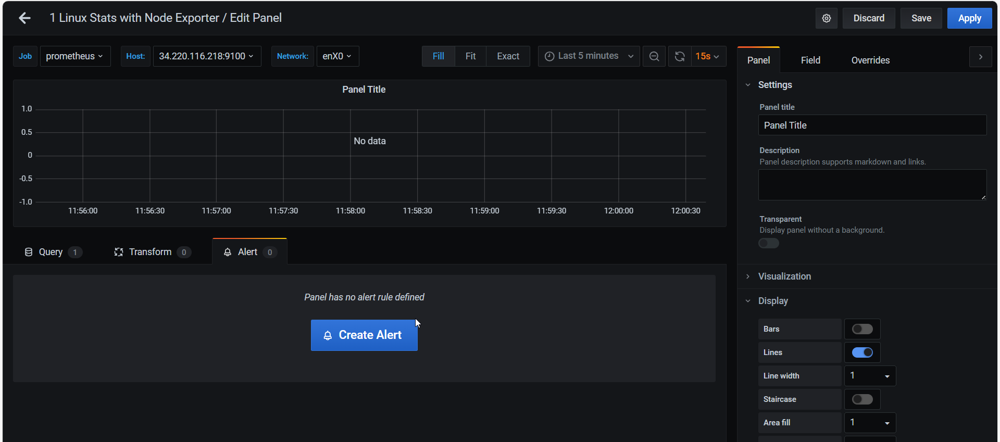 1 Linux Stats with Node Exporter / Edit Panel
Discard
Save
Apply
Job
prometheus
Host:
34.220.116.218:9100
Network:
enX0
Fill
Fit
Exact
Last 5 minutes
15s
Panel
Field
Overrides
Panel Title
1.0
0.5
0
-0.5
-1.0
No data
11:56:00
11:56:30
11:57:00
11:57:30
11:58:00
11:58:30
11:59:00
11:59:30
12:00:00
12:00:30
Query 1
Transform 0
Alert 0
Panel has no alert rule defined
Create Alert
Settings
Panel title
Panel Title
Description
Panel description supports markdown and links.
Transparent
Display panel without a background.
Visualization
Display
Bars
Lines
Line width
1
Staircase
Area fill
1